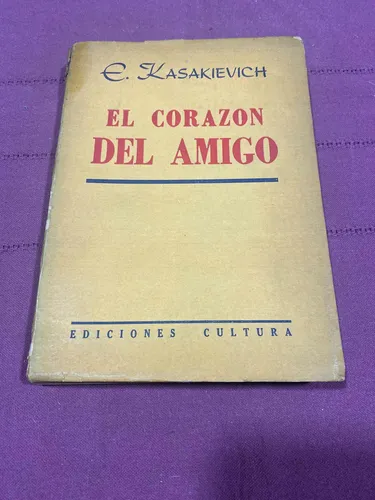 E. KASAKIEVICH
EL CORAZON
DEL AMIGO
EDICIONES CULTURA